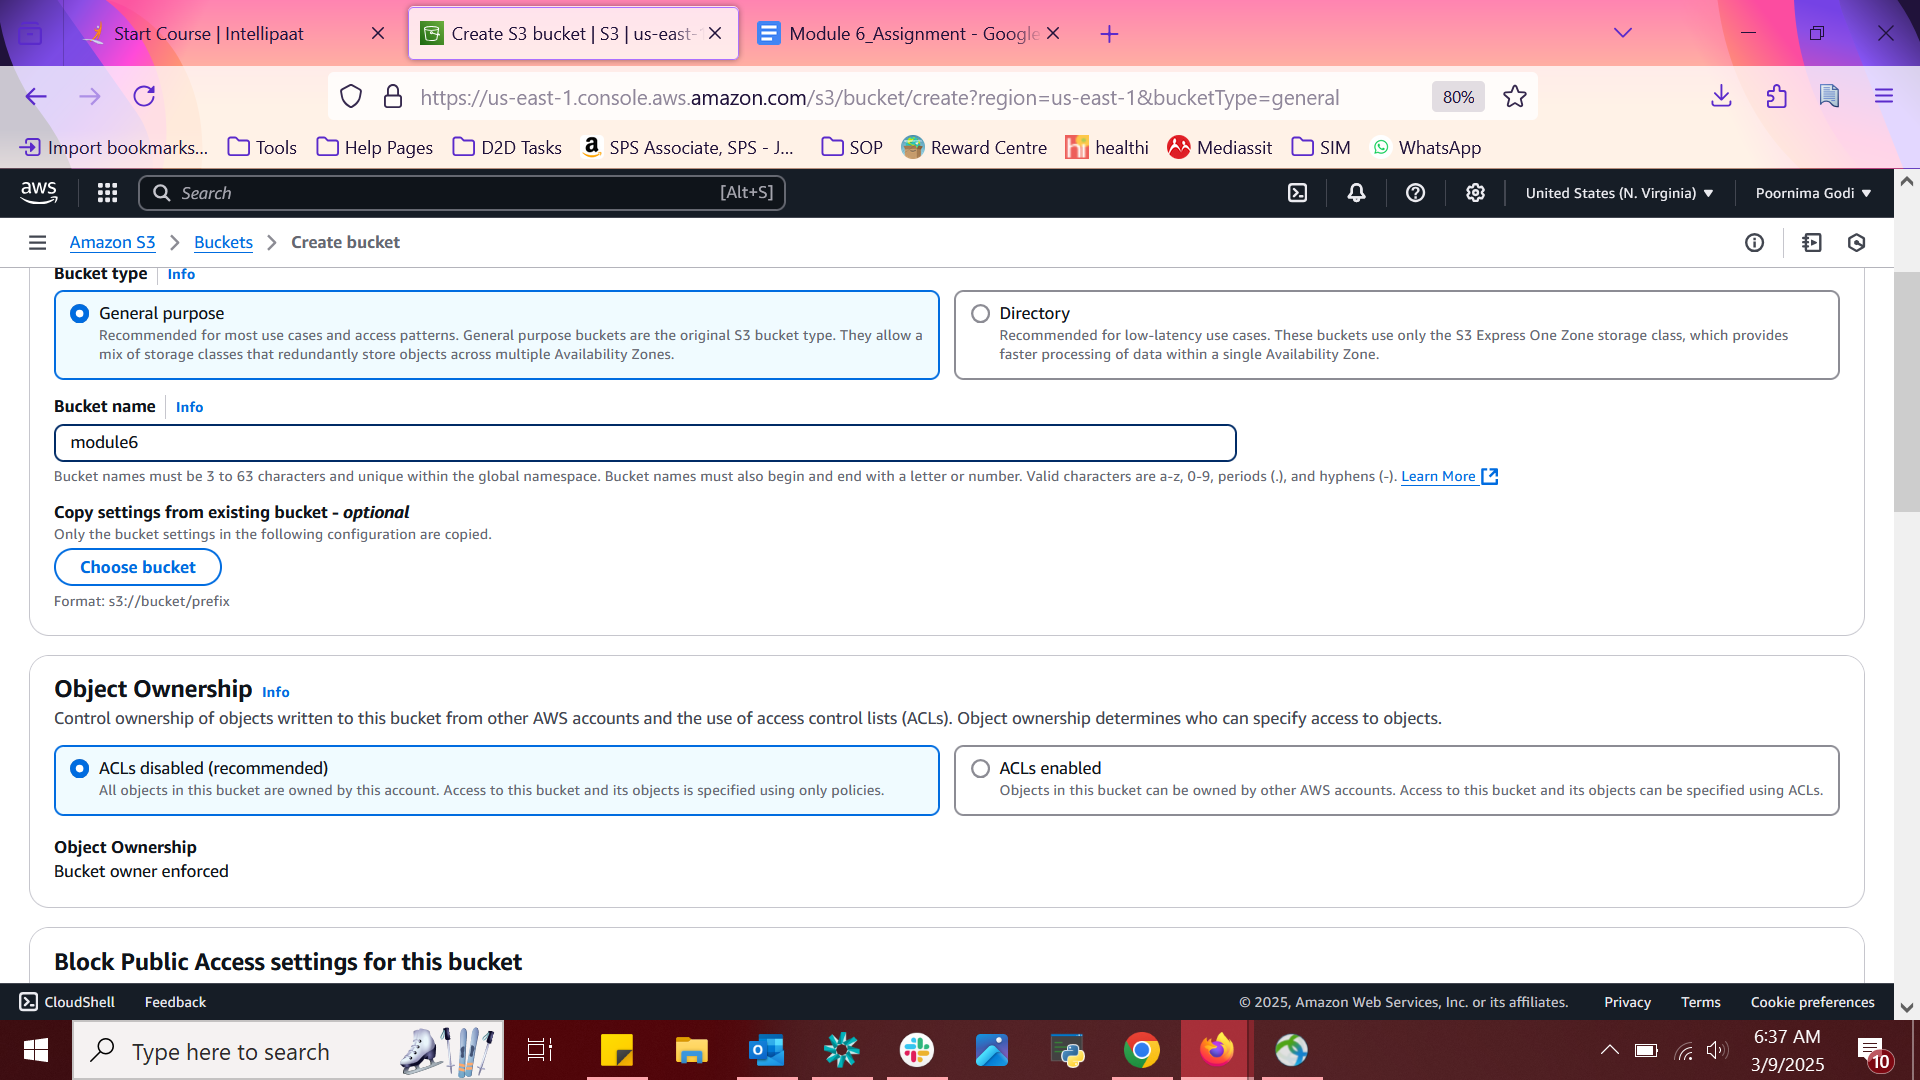 Start Course | Intellipaat
Create S3 bucket | S3 | us-east-
Module 6_Assignment - Google
https://us-east-1.console.aws.amazon.com/s3/bucket/create?region=us-east-1&bucketType=general
80%
Import bookmarks...
Tools
Help Pages
D2D Tasks
a
SPS Associate, SPS - J...
SOP
Reward Centre
hi
healthi
Mediassit
SIM
WhatsApp
aws
Search
[Alt+S]
United States (N. Virginia)
Poornima Godi
Amazon S3
Buckets
Create bucket
Bucket type
Info
General purpose
Recommended for most use cases and access patterns. General purpose buckets are the original S3 bucket type. They allow a
mix of storage classes that redundantly store objects across multiple Availability Zones.
Directory
Recommended for low-latency use cases. These buckets use only the S3 Express One Zone storage class, which provides
faster processing of data within a single Availability Zone.
Bucket name
Info
module6
Bucket names must be 3 to 63 characters and unique within the global namespace. Bucket names must also begin and end with a letter or number. Valid characters are a-z, 0-9, periods (.), and hyphens (-). Learn More
Copy settings from existing bucket - optional
Only the bucket settings in the following configuration are copied.
Choose bucket
Format: s3://bucket/prefix
Object Ownership
Info
Control ownership of objects written to this bucket from other AWS accounts and the use of access control lists (ACLs). Object ownership determines who can specify access to objects.
ACLs disabled (recommended)
All objects in this bucket are owned by this account. Access to this bucket and its objects is specified using only policies.
ACLs enabled
Objects in this bucket can be owned by other AWS accounts. Access to this bucket and its objects can be specified using ACLs.
Object Ownership
Bucket owner enforced
Block Public Access settings for this bucket
CloudShell
Feedback
© 2025, Amazon Web Services, Inc. or its affiliates.
Privacy
Terms
Cookie preferences
Type here to search
6:37 AM
3/9/2025
10